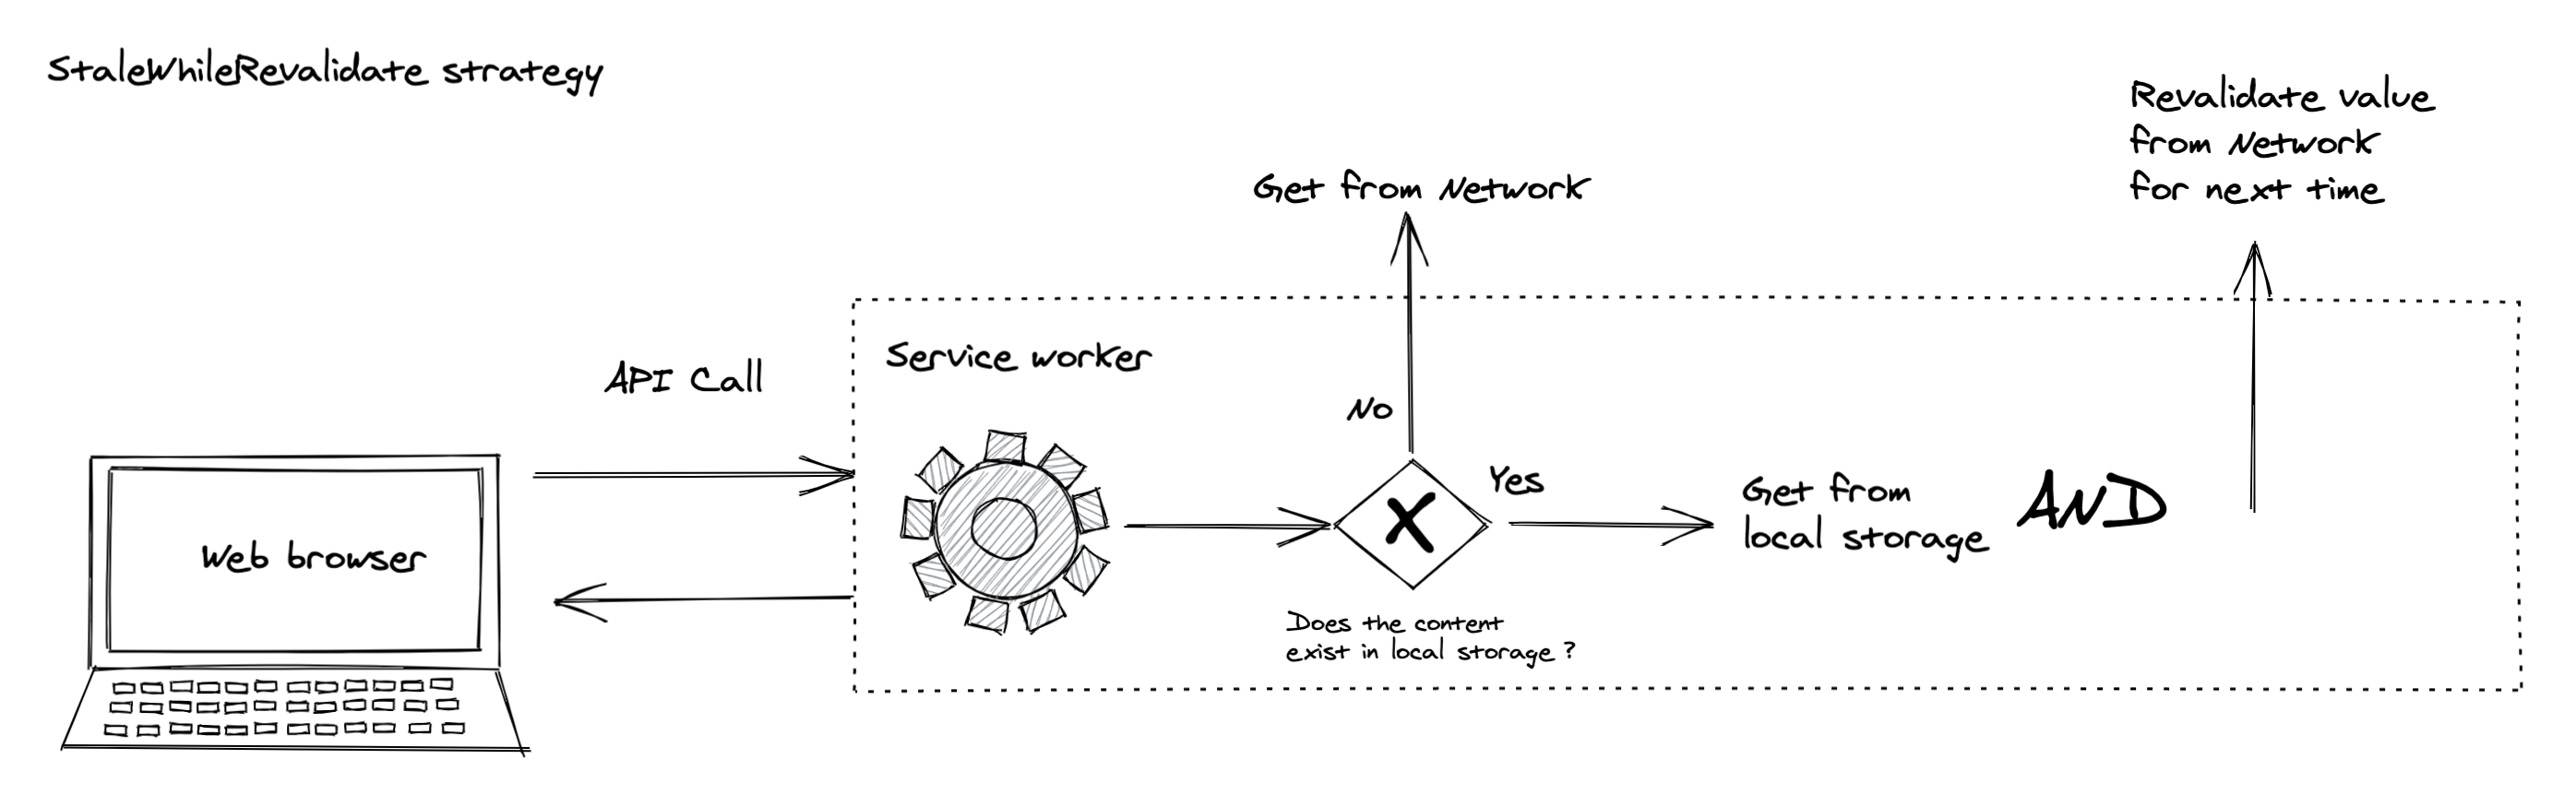 StaleWhileRevalidate strategy
Revalidate value
from Network
for next time
Get from Network
API Call
Service worker
No
Yes
Web browser
Get from
local storage
AND
Does the content
exist in local storage ?